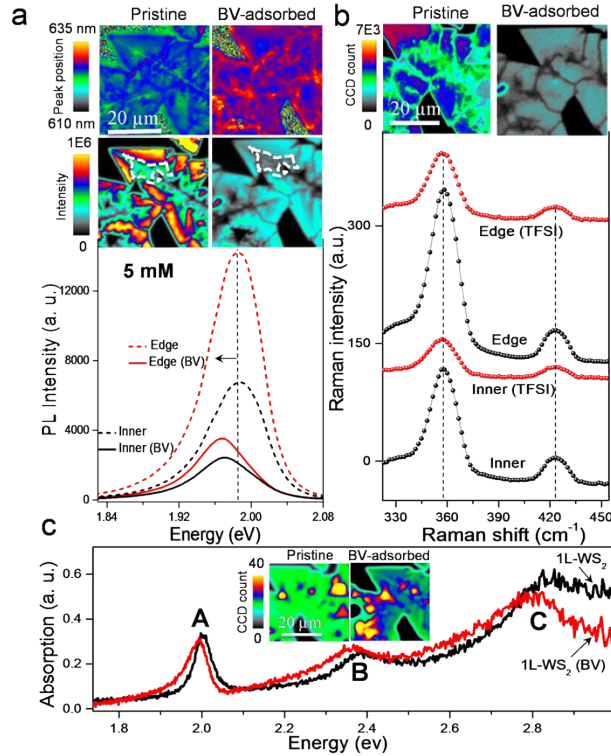 a
Pristine
BV-adsorbed
635 nm
Peak position
610 nm
20 µm
1E6
Intensity
0
5 mM
PL Intensity (a. u.)
12000
8000
4000
0
Edge
Edge (BV)
Inner
Inner (BV)
1.84
1.92
2.00
2.08
Energy (eV)
b
Pristine
BV-adsorbed
7E3
CCD count
0
20 µm
Raman intensity (a.u.)
300
150
0
Edge (TFSI)
Edge
Inner (TFSI)
Inner
330
360
390
420
450
Raman shift (cm⁻¹)
c
Absorption (a. u.)
0.6
0.4
0.2
0.0
40
CCD count
0
Pristine
BV-adsorbed
20 µm
A
B
C
1L-WS₂
1L-WS₂ (BV)
1.8
2.0
2.2
2.4
2.6
2.8
Energy (ev)